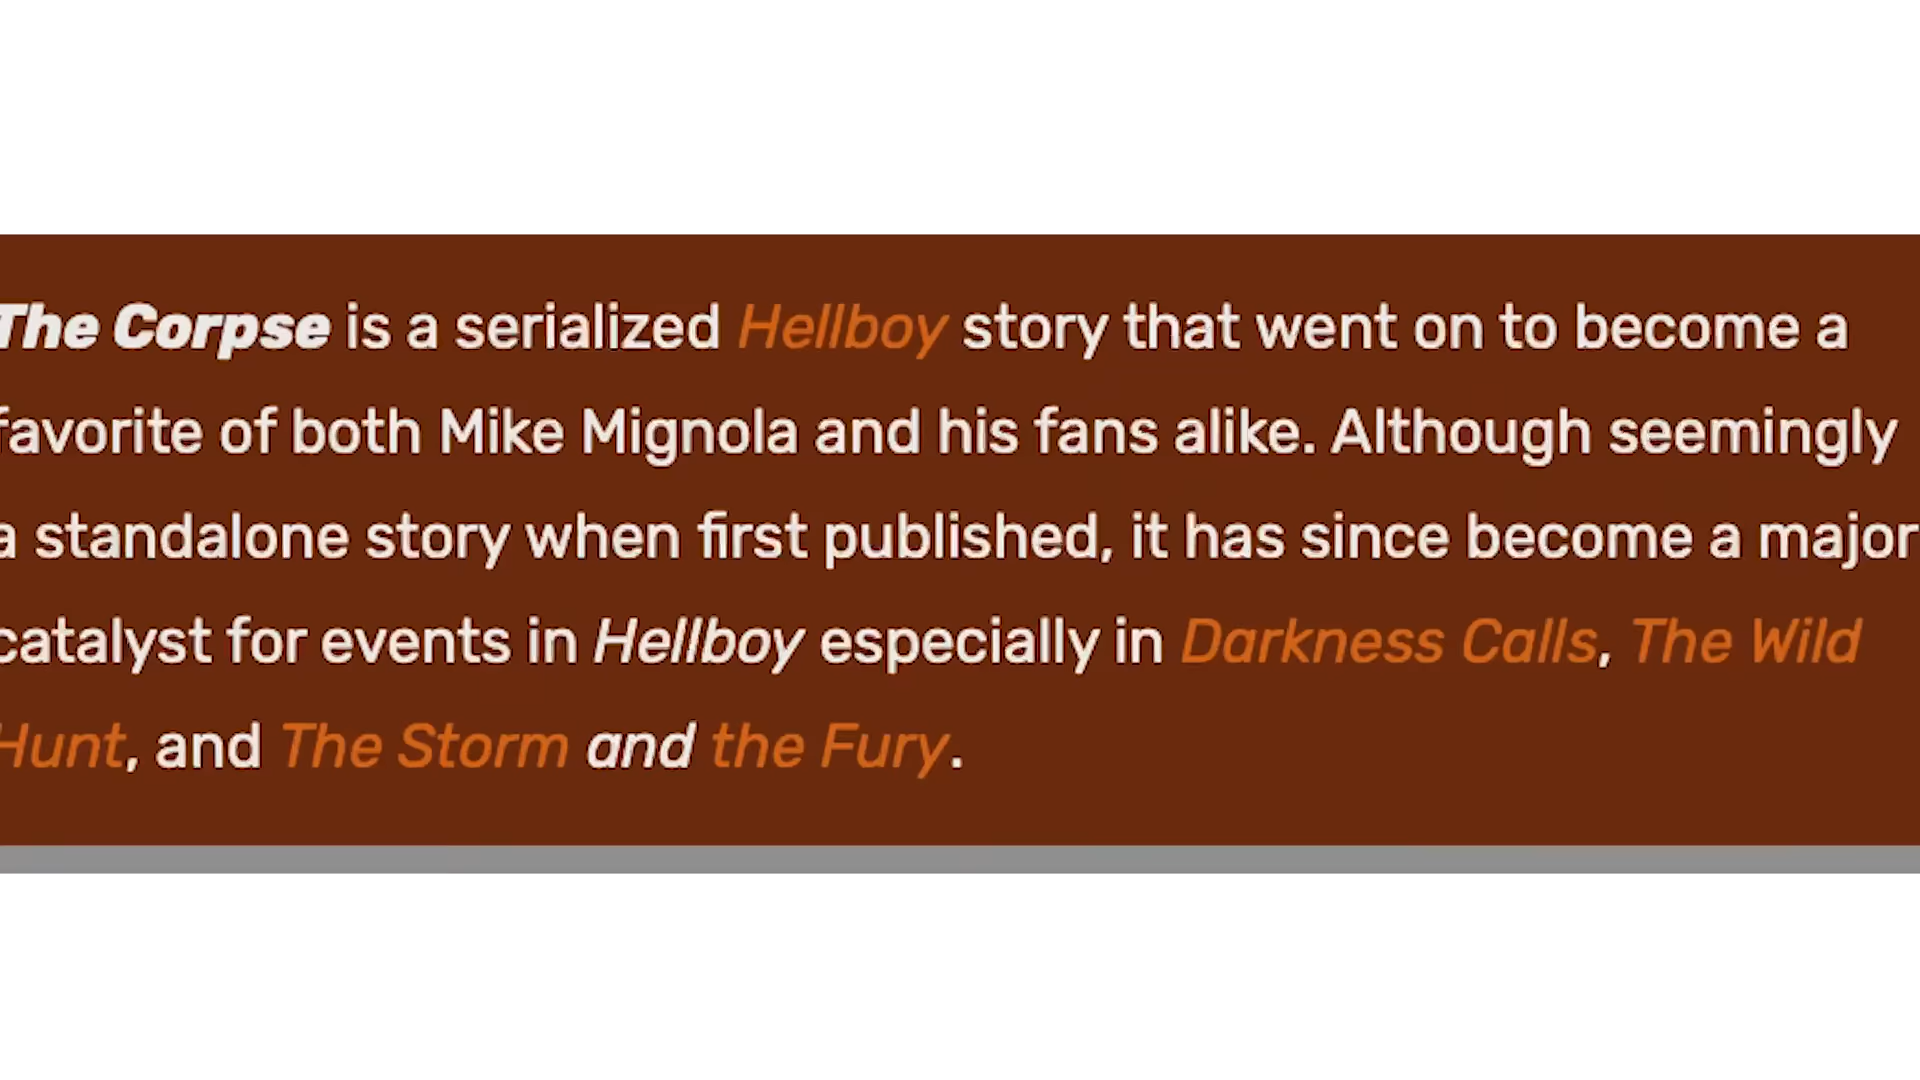 The Corpse is a serialized Hellboy story that went on to become a
favorite of both Mike Mignola and his fans alike. Although seemingly
a standalone story when first published, it has since become a major
catalyst for events in Hellboy especially in Darkness Calls, The Wild
Hunt, and The Storm and the Fury.